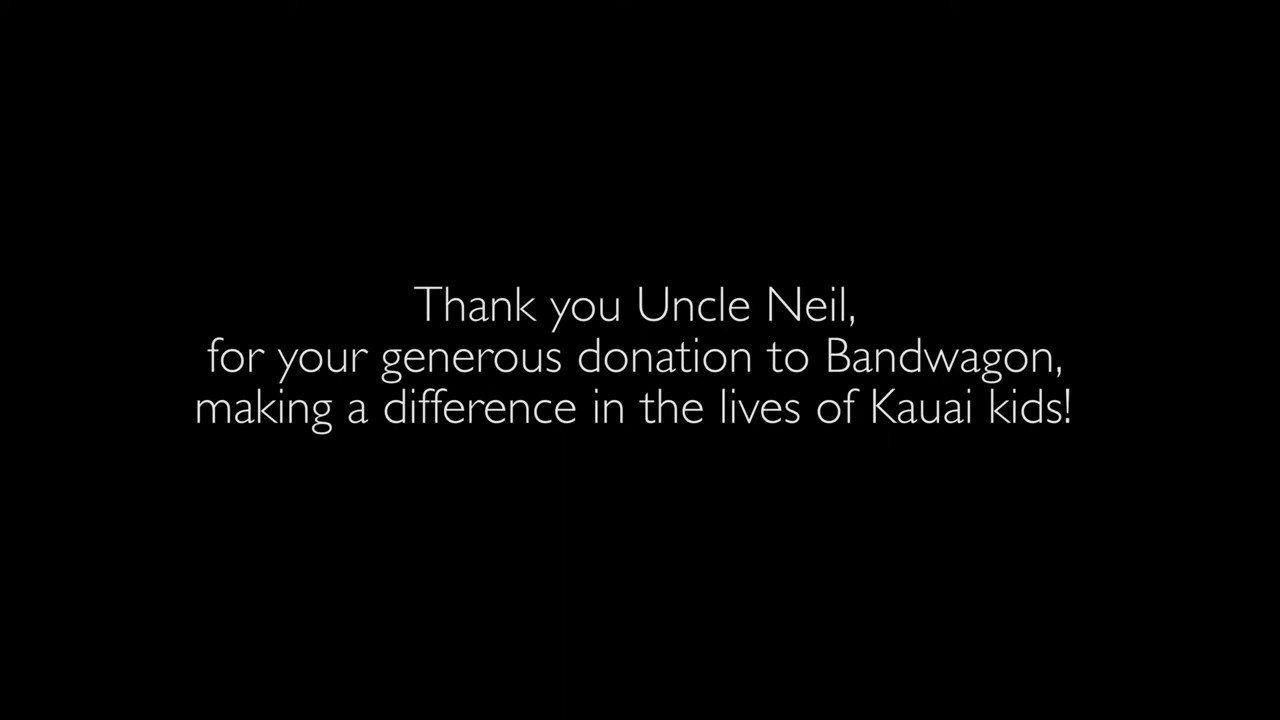 Thank you Uncle Neil,
for your generous donation to Bandwagon,
making a difference in the lives of Kauai kids!